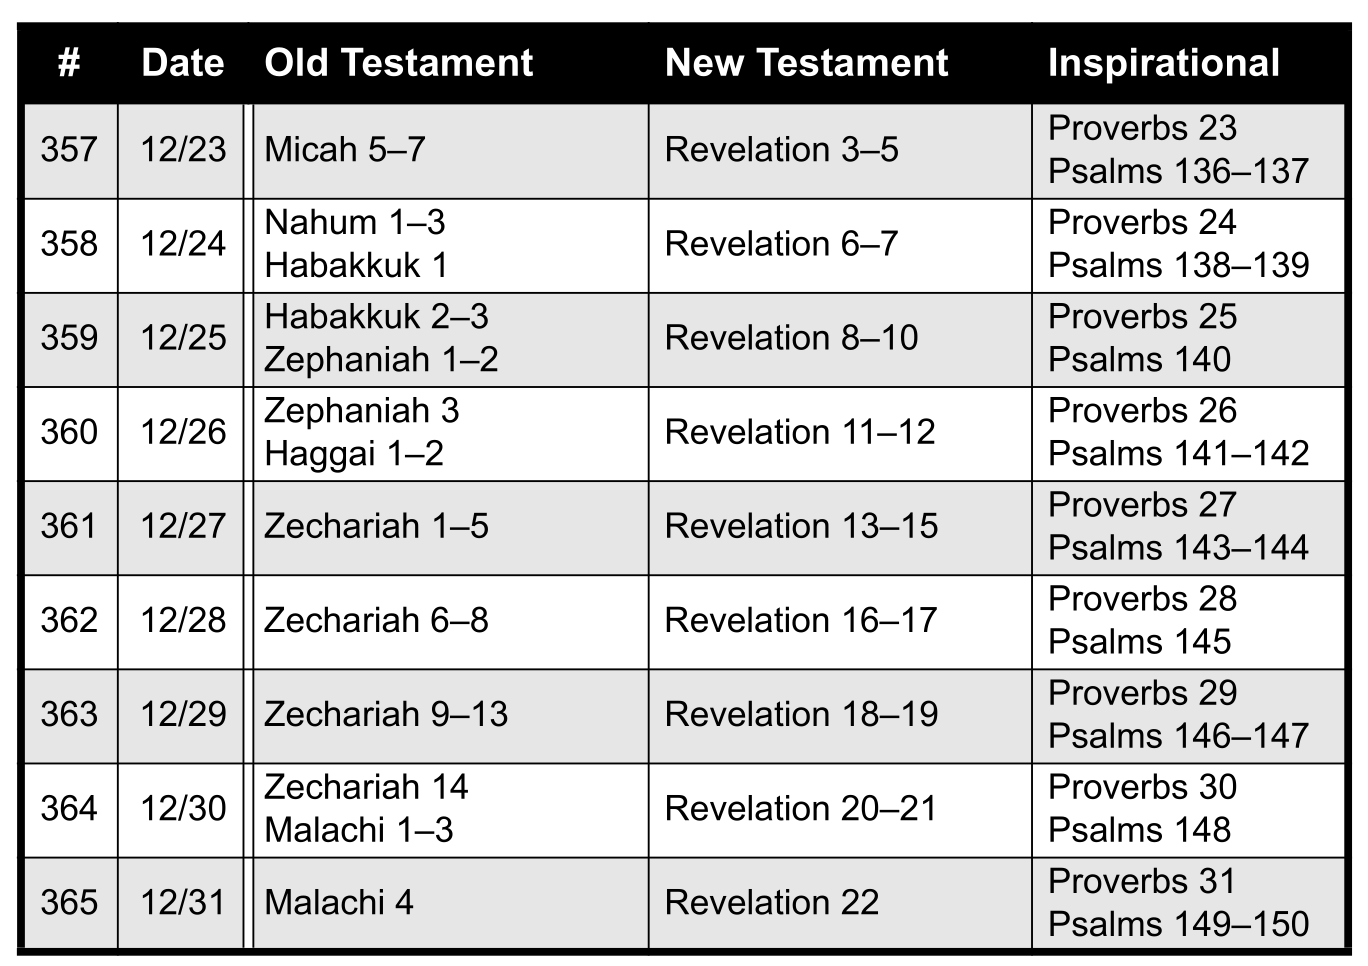 # Date Old Testament New Testament Inspirational
357 12/23 Micah 5–7 Revelation 3–5 Proverbs 23
Psalms 136–137
358 12/24 Nahum 1–3
Habakkuk 1 Revelation 6–7 Proverbs 24
Psalms 138–139
359 12/25 Habakkuk 2–3
Zephaniah 1–2 Revelation 8–10 Proverbs 25
Psalms 140
360 12/26 Zephaniah 3
Haggai 1–2 Revelation 11–12 Proverbs 26
Psalms 141–142
361 12/27 Zechariah 1–5 Revelation 13–15 Proverbs 27
Psalms 143–144
362 12/28 Zechariah 6–8 Revelation 16–17 Proverbs 28
Psalms 145
363 12/29 Zechariah 9–13 Revelation 18–19 Proverbs 29
Psalms 146–147
364 12/30 Zechariah 14
Malachi 1–3 Revelation 20–21 Proverbs 30
Psalms 148
365 12/31 Malachi 4 Revelation 22 Proverbs 31
Psalms 149–150